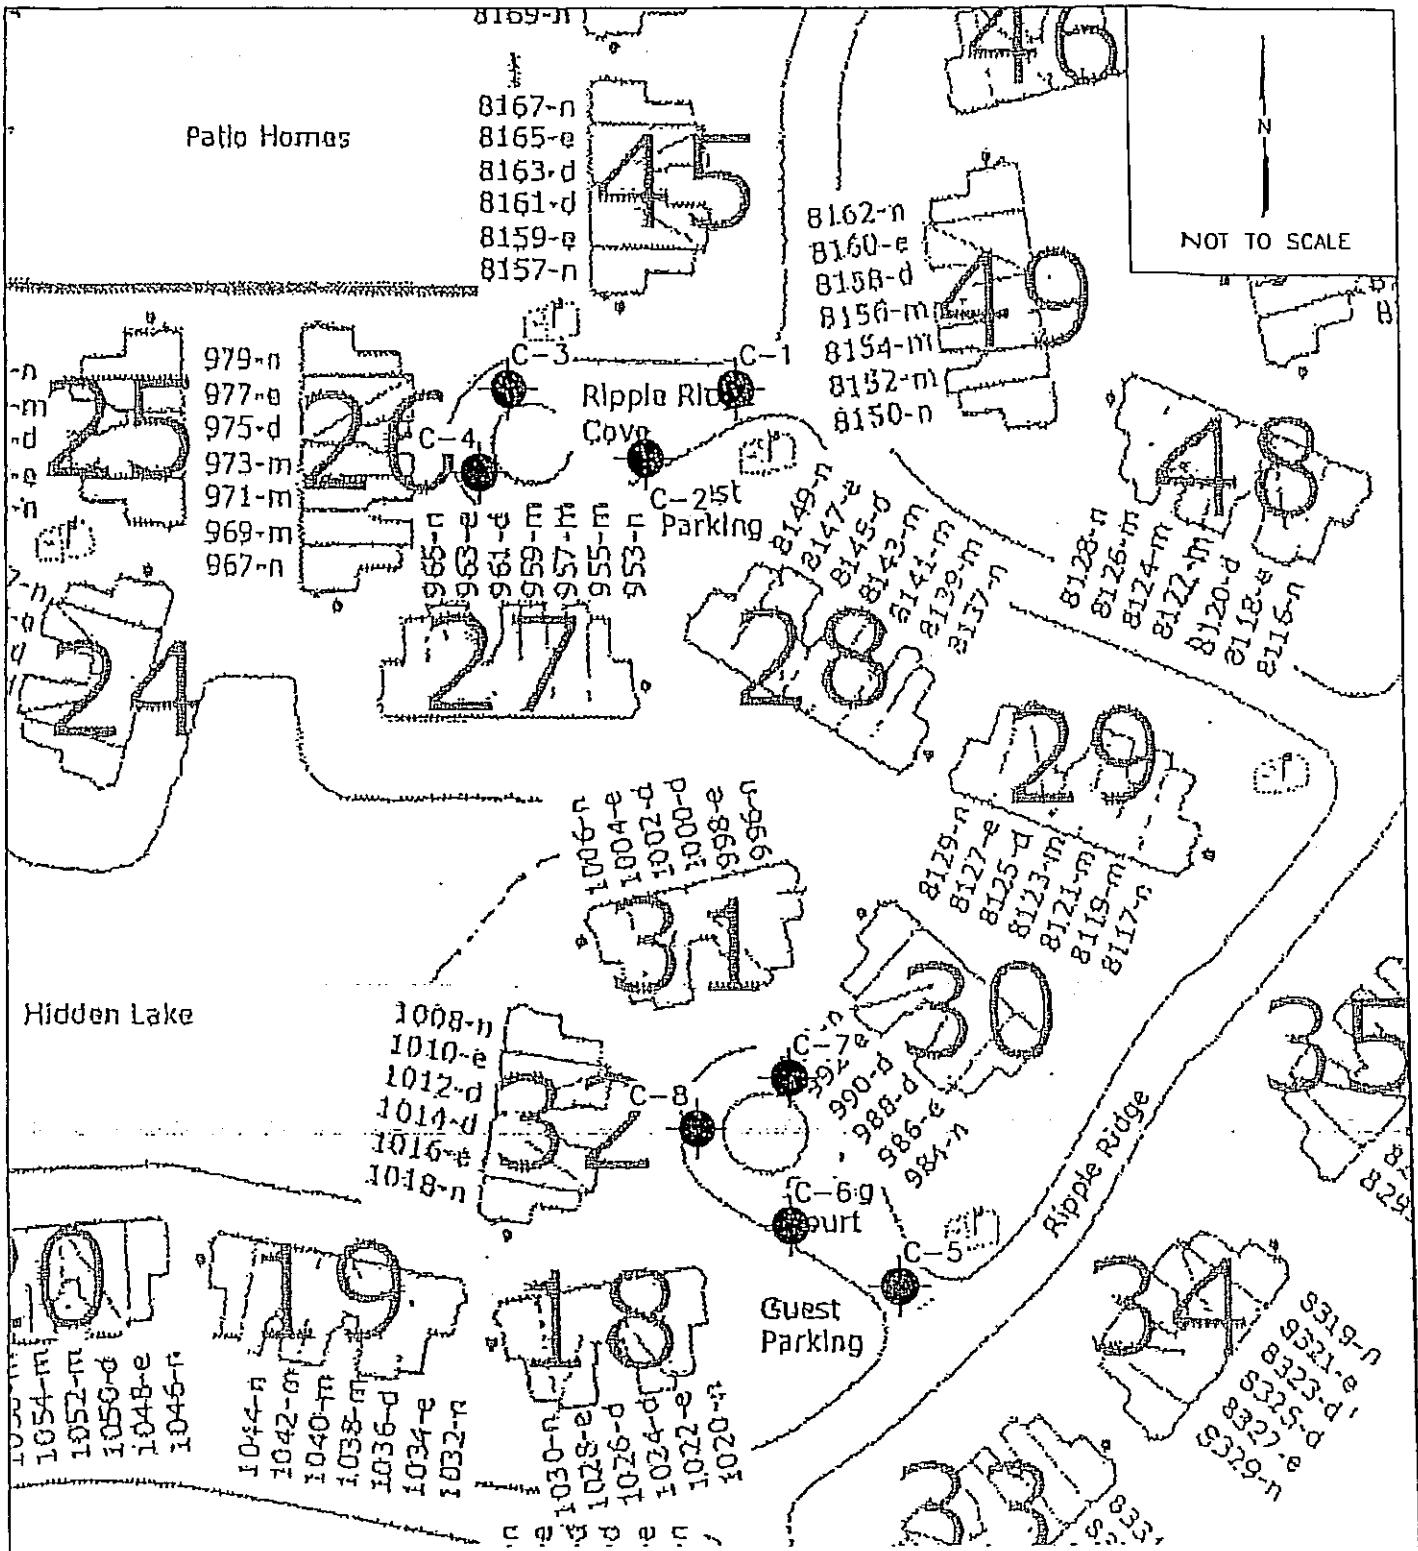 8169-n
46
N
NOT TO SCALE
Patio Homes
8167-n
8165-e
8163-d
8161-d
8159-e
8157-n
45
8162-n
8160-e
8158-d
8156-m
8154-m
8152-m
8150-n
49
-n
-m
-d
-e
-n
25
979-n
977-e
975-d
973-m
971-m
969-m
967-n
26
C-3
C-1
Ripple Rid
Cove
C-4
C-2
st
Parking
48
8128-n
8126-m
8124-m
8122-m
8120-d
8118-e
8116-n
965-n
963-e
961-d
959-m
957-m
955-m
953-n
27
8149-n
8147-e
8145-d
8143-m
8141-m
8139-m
8137-n
28
24
29
8129-n
8127-e
8125-d
8123-m
8121-m
8119-m
8117-n
1006-n
1004-e
1002-d
1000-d
998-e
996-n
31
30
Hidden Lake
1008-n
1010-e
1012-d
1014-d
1016-e
1018-n
32
C-7
C-8
990-d
988-d
986-e
984-n
C-6
g
ourt
C-5
Ripple Ridge
35
Guest
Parking
34
8319-n
8321-e
8323-d
8325-d
8327-e
8329-n
1054-m
1052-m
1050-d
1048-e
1046-n
19
1044-n
1042-m
1040-m
1038-m
1036-d
1034-e
1032-n
18
1030-n
1028-e
1026-d
1024-d
1022-e
1020-n
33